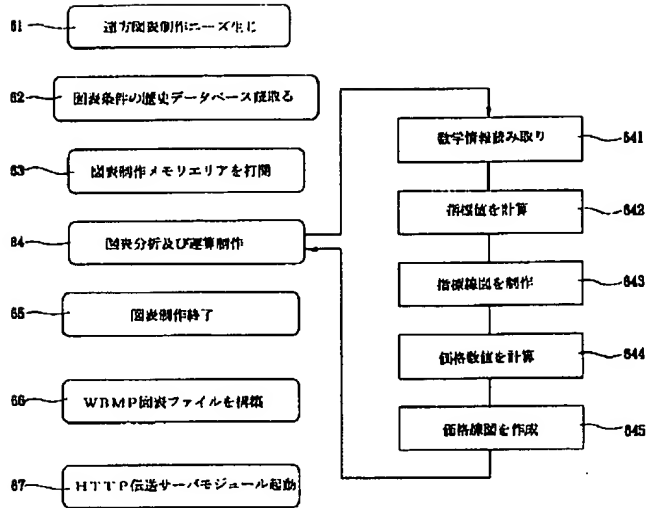 61 遠方図表制作ニーズ生じ
62 図表条件の歴史データベース読取る
63 図表制作メモリエリアを打開
64 図表分析及び運算制作
65 図表制作終了
66 WBMP図表ファイルを構築
67 HTTP伝送サーバモジュール起動
数学情報読み取り 641
指標値を計算 642
指標線図を制作 643
価格数値を計算 644
価格線図を作成 645